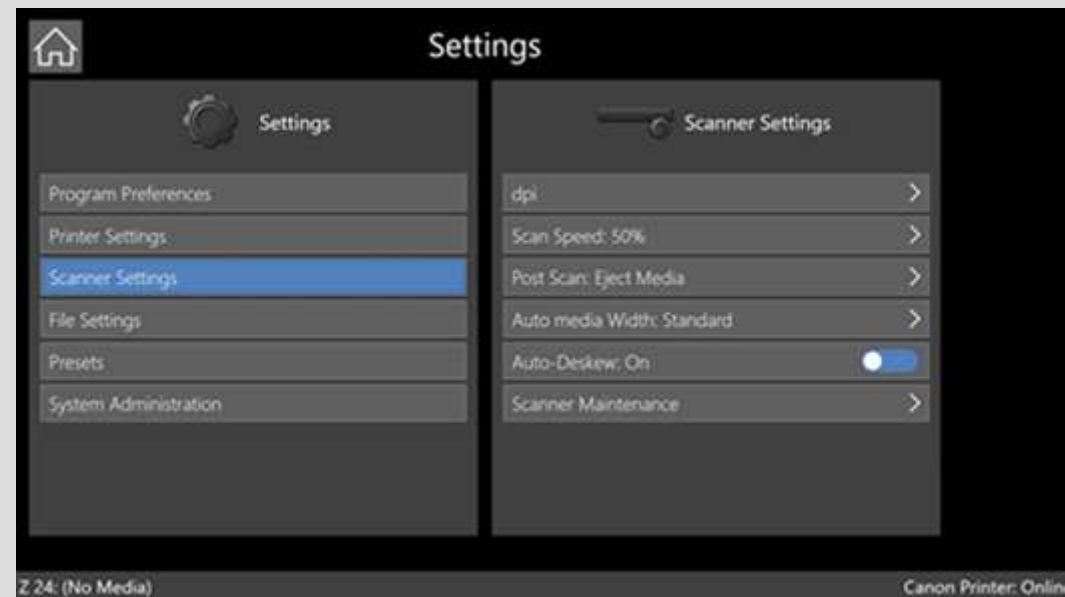 Settings
Settings
Program Preferences
Printer Settings
Scanner Settings
File Settings
Presets
System Administration
Scanner Settings
dpi
Scan Speed: 50%
Post Scan: Eject Media
Auto media Width: Standard
Auto-Deskew: On
Scanner Maintenance
Z 24: (No Media)
Canon Printer: Online